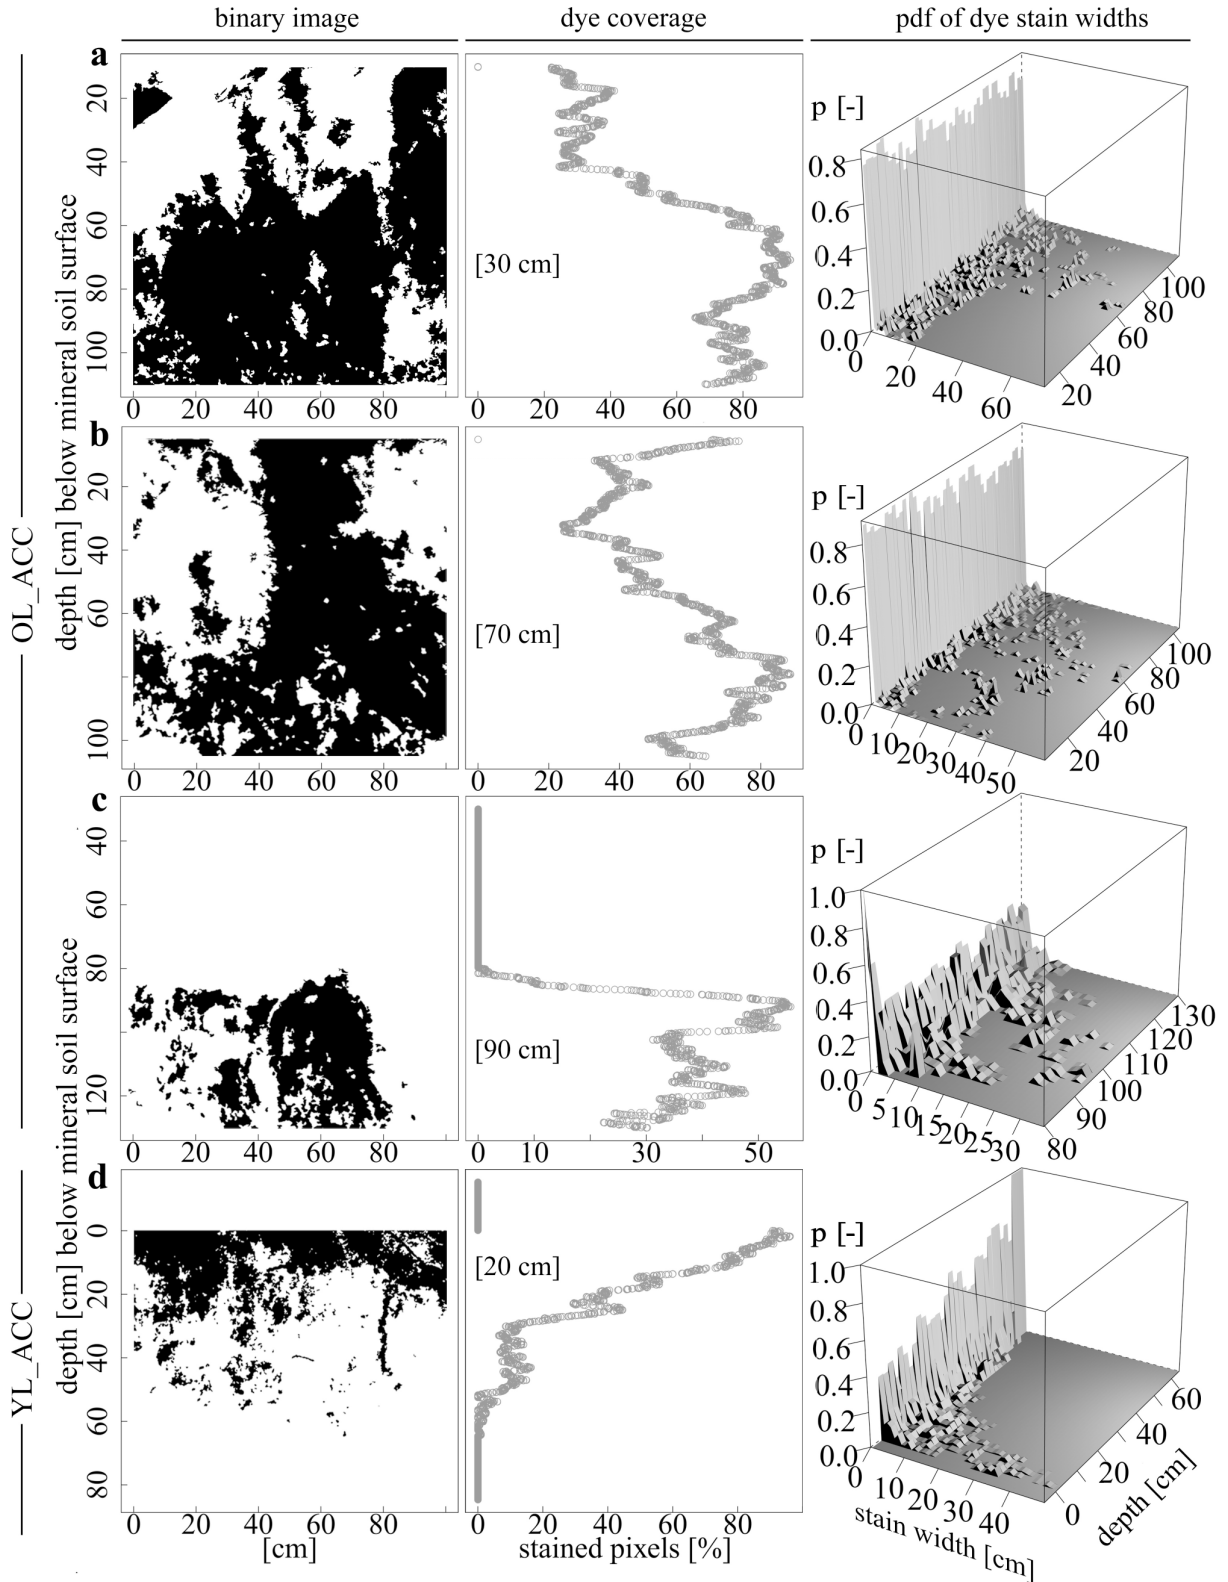 binary image
dye coverage
pdf of dye stain widths
OL_ACC
YL_ACC
depth [cm] below mineral soil surface
depth [cm] below mineral soil surface
a
20
40
60
80
100
0 20 40 60 80
[30 cm]
0 20 40 60 80
p [-]
0.8
0.6
0.4
0.2
0.0
0 20 40 60
20 40 60 80 100
b
20
40
60
100
0 20 40 60 80
[70 cm]
0 20 40 60 80
p [-]
0.8
0.6
0.4
0.2
0.0
0 10 20 30 40 50
20 40 60 80 100
c
40
60
80
120
0 20 40 60 80
[90 cm]
0 10 30 50
p [-]
1.0
0.8
0.6
0.4
0.2
0.0
0 5 10 15 20 25 30
80 90 100 110 120 130
d
0
20
40
60
80
0 20 40 60 80
[cm]
[20 cm]
0 20 40 60 80
stained pixels [%]
p [-]
1.0
0.8
0.6
0.4
0.2
0.0
0 10 20 30 40
stain width [cm]
0 20 40 60
depth [cm]